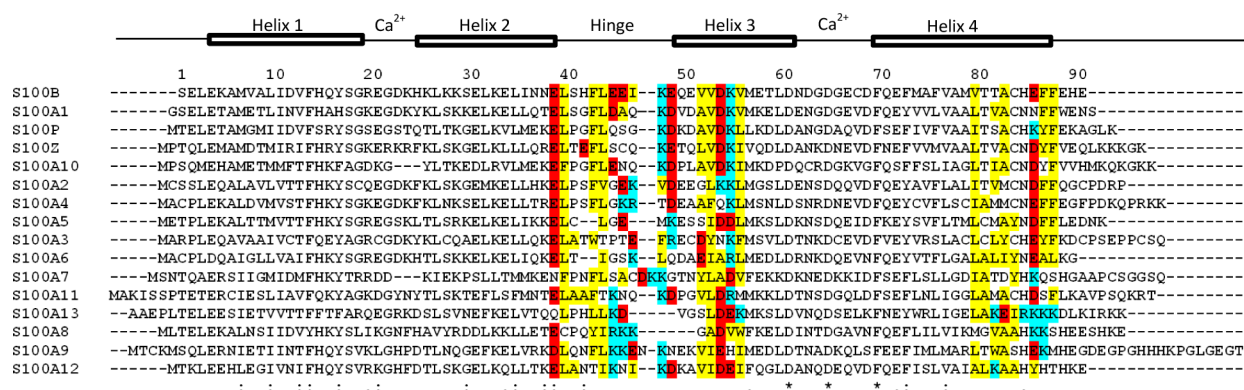 Helix 1 Ca2+ Helix 2 Hinge Helix 3 Ca2+ Helix 4
1 10 20 30 40 50 60 70 80 90
S100B -------SELEKAMVALIDVFHQYSGREGDKHKLKKSELKELINNELSHFLEEI--KEQEVVDKVMETLDNDGDGECDFQEFMAFVAMVTTACHEFFEHE-------------
S100A1 ------GSELETAMETLINVFHAHSGKEGDKYKLSKKELKELLQTELSGFLDAQ--KDVDAVDKVMKELDENGDGEVDFQEYVVLVAALTVACNNFFWENS------------
S100P ------MTELETAMGMIIDVFSRYSGSEGSTQTLTKGELKVLMEKELPGFLQSG--KDKDAVDKLLKDLDANGDAQVDFSEFIVFVAAITSACHKYFEKAGLK----------
S100Z -----MPTQLEMAMDTMIRIFHRYSGKERKRFKLSKGELKLLLQRELTEFLSCQ--KETQLVDKIVQDLDANKDNEVDFNEFVVMVAALTVACNDYFVEQLKKKGK-------
S100A10 -----MPSQMEHAMETMMFTFHKFAGDKG---YLTKEDLRVLMEKEFPGFLENQ--KDPLAVDKIMKDPDQCRDGKVGFQSFFSLIAGLTIACNDYFVVHMKQKGKK------
S100A2 -----MCSSLEQALAVLVTTFHKYSCQEGDKFKLSKGEMKELLHKELPSFVGEK--VDEEGLKKLMGSLDENSDQQVDFQEYAVFLALITVMCNDFFQGCPDRP---------
S100A4 -----MACPLEKALDVMVSTFHKYSGKEGDKFKLNKSELKELLTRELPSFLGKR--TDEAAFQKLMSNLDSNRDNEVDFQEYCVFLSCIAMMCNEFFEGFPDKQPRKK-----
S100A5 -----METPLEKALTTMVTTFHKYSGREGSKLTLSRKELKELIKKELC--LGE---MKESSIDDLMKSLDKNSDQEIDFKEYSVFLTMLCMAYNDFFLEDNK-----------
S100A3 -----MARPLEQAVAAIVCTFQEYAGRCGDKYKLCQAELKELLQKELATWTPTE--FRECDYNKFMSVLDTNKDCEVDFVEYVRSLACLCLYCHEYFKDCPSEPPCSQ-----
S100A6 -----MACPLDQAIGLLVAIFHKYSGREGDKHTLSKKELKELIQKELT--IGSK--LQDAEIARLMEDLDRNKDQEVNFQEYVTFLGALALIYNEALKG--------------
S100A7 ----MSNTQAERSIIGMIDMFHKYTRRDD---KIEKPSLLTMMKENFPNFLSACDKKGTNYLADVFEKKDKNEDKKIDFSEFLSLLGDIATDYHKQSHGAAPCSGGSQ-----
S100A11 -MAKISSPTETERCIESLIAVFQKYAGKDGYNYTLSKTEFLSFMNTELAAFTKNQ--KDPGVLDRMMKKLDTNSDGQLDFSEFLNLIGGLAMACHDSFLKAVPSQKRT-----
S100A13 --AAEPLTELEESIETVVTTFFTFARQEGRKDSLSVNEFKELVTQQLPHLLKD-----VGSLDEKMKSLDVNQDSELKFNEYWRLIGELAKEIRKKKDLKIRKK---------
S100A8 -------MLTELEKALNSIIDVYHKYSLIKGNFHAVYRDDLKKLLETECPQYIRKK-----GADVWFKELDINTDGAVNFQEFLILVIKMGVAAHKKSHEESHKE--------
S100A9 --MTCKMSQLERNIETIINTFHQYSVKLGHPDTLNQGEFKELVRKDLQNFLKKEN-KNEKVIEHIMEDLDTNADKQLSFEEFIMLMARLTWASHEKMHEGDEGPGHHHKPGLGEGT
S100A12 ------MTKLEEHLEGIVNIFHQYSVRKGHFDTLSKGELKQLLTKELANTIKNI--KDKAVIDEIFQGLDANQDEQVDFQEFISLVAIALKAAHYHTHKE-------------